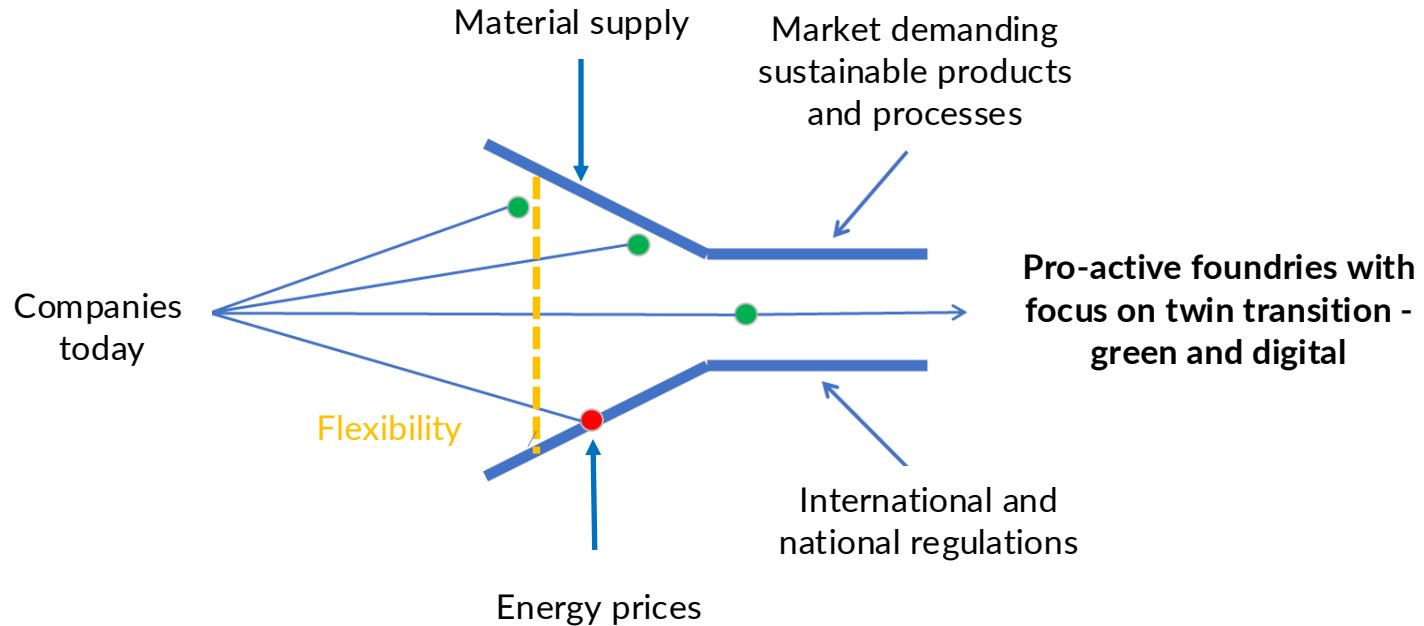 Material supply
Market demanding
sustainable products
and processes
Companies
today
Pro-active foundries with
focus on twin transition -
green and digital
Flexibility
International and
national regulations
Energy prices